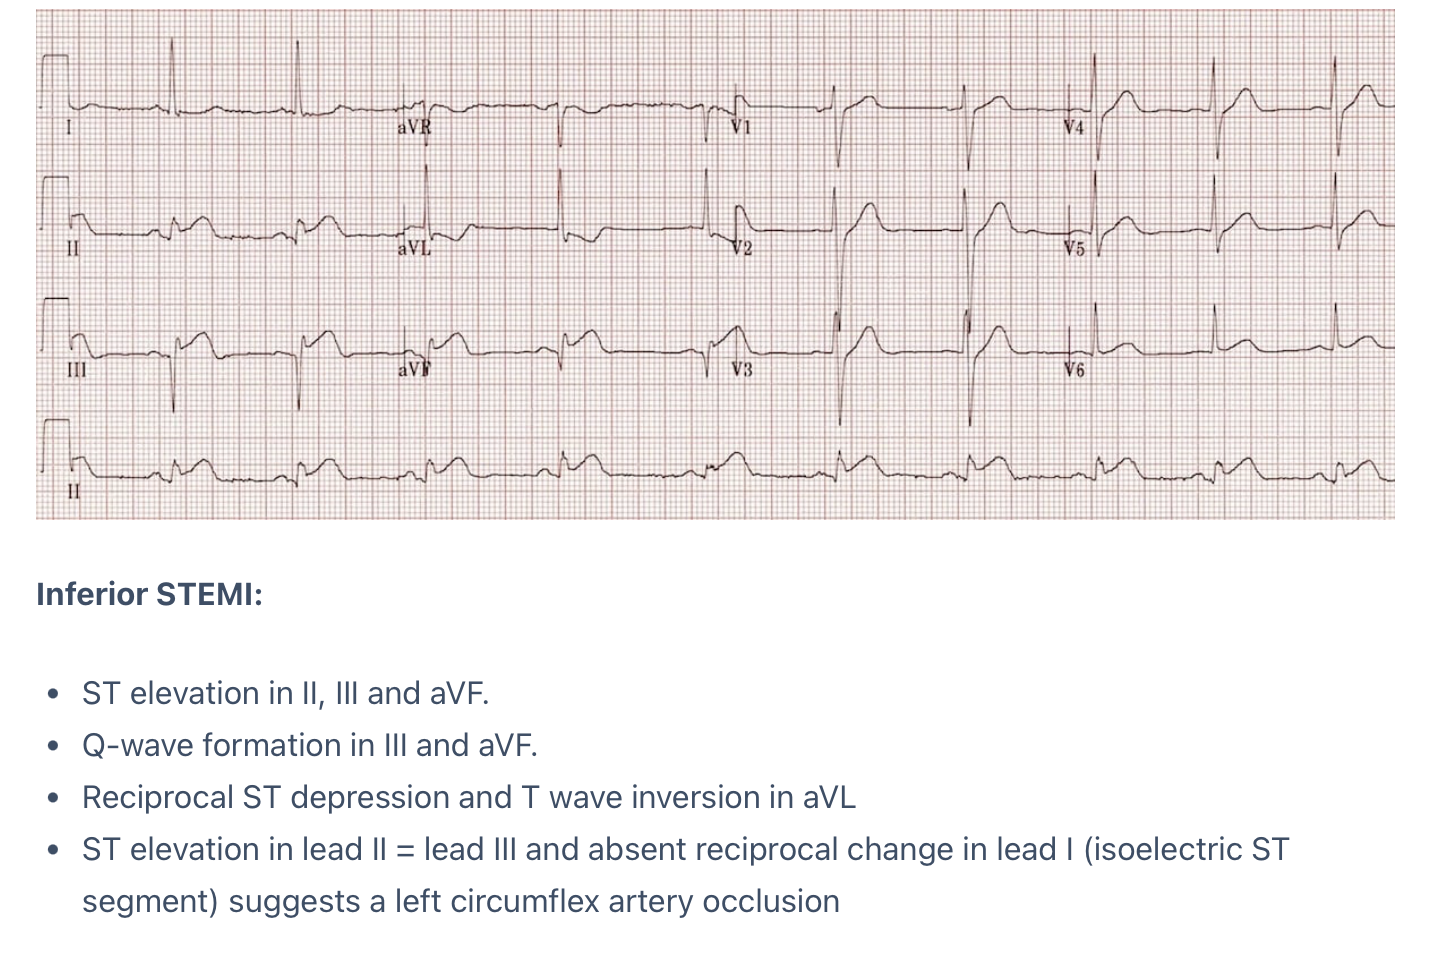 I aVR V1 V4
II aVL V2 V5
III aVF V3 V6
II
Inferior STEMI:
• ST elevation in II, III and aVF.
• Q-wave formation in III and aVF.
• Reciprocal ST depression and T wave inversion in aVL
• ST elevation in lead II = lead III and absent reciprocal change in lead I (isoelectric ST
segment) suggests a left circumflex artery occlusion